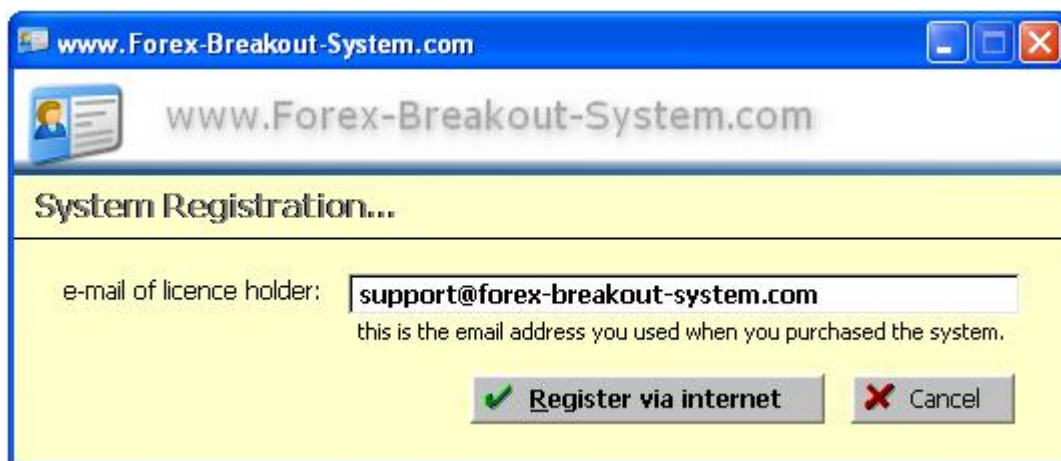 www.Forex-Breakout-System.com
www.Forex-Breakout-System.com
System Registration...
e-mail of licence holder: support@forex-breakout-system.com
this is the email address you used when you purchased the system.
Register via internet Cancel